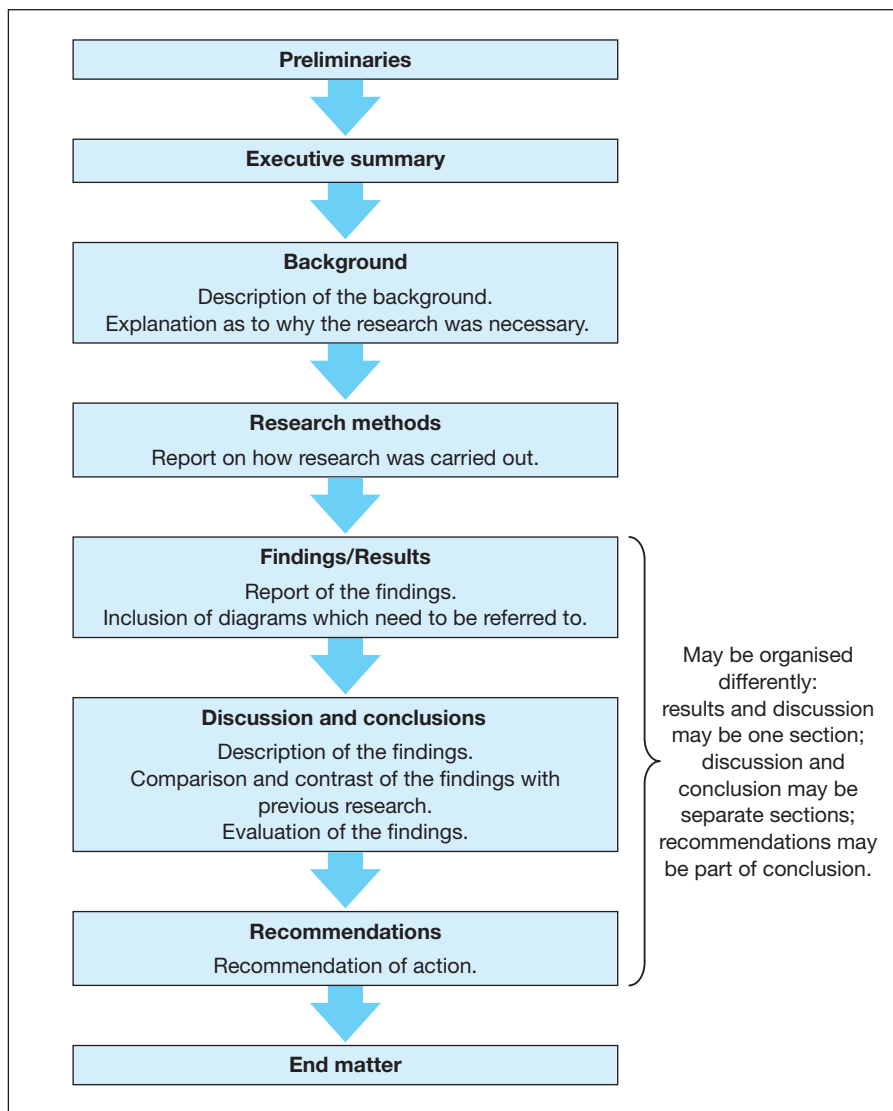 Preliminaries
Executive summary
Background
Description of the background.
Explanation as to why the research was necessary.
Research methods
Report on how research was carried out.
Findings/Results
Report of the findings.
Inclusion of diagrams which need to be referred to.
Discussion and conclusions
Description of the findings.
Comparison and contrast of the findings with
previous research.
Evaluation of the findings.
Recommendations
Recommendation of action.
May be organised
differently:
results and discussion
may be one section;
discussion and
conclusion may be
separate sections;
recommendations may
be part of conclusion.
End matter